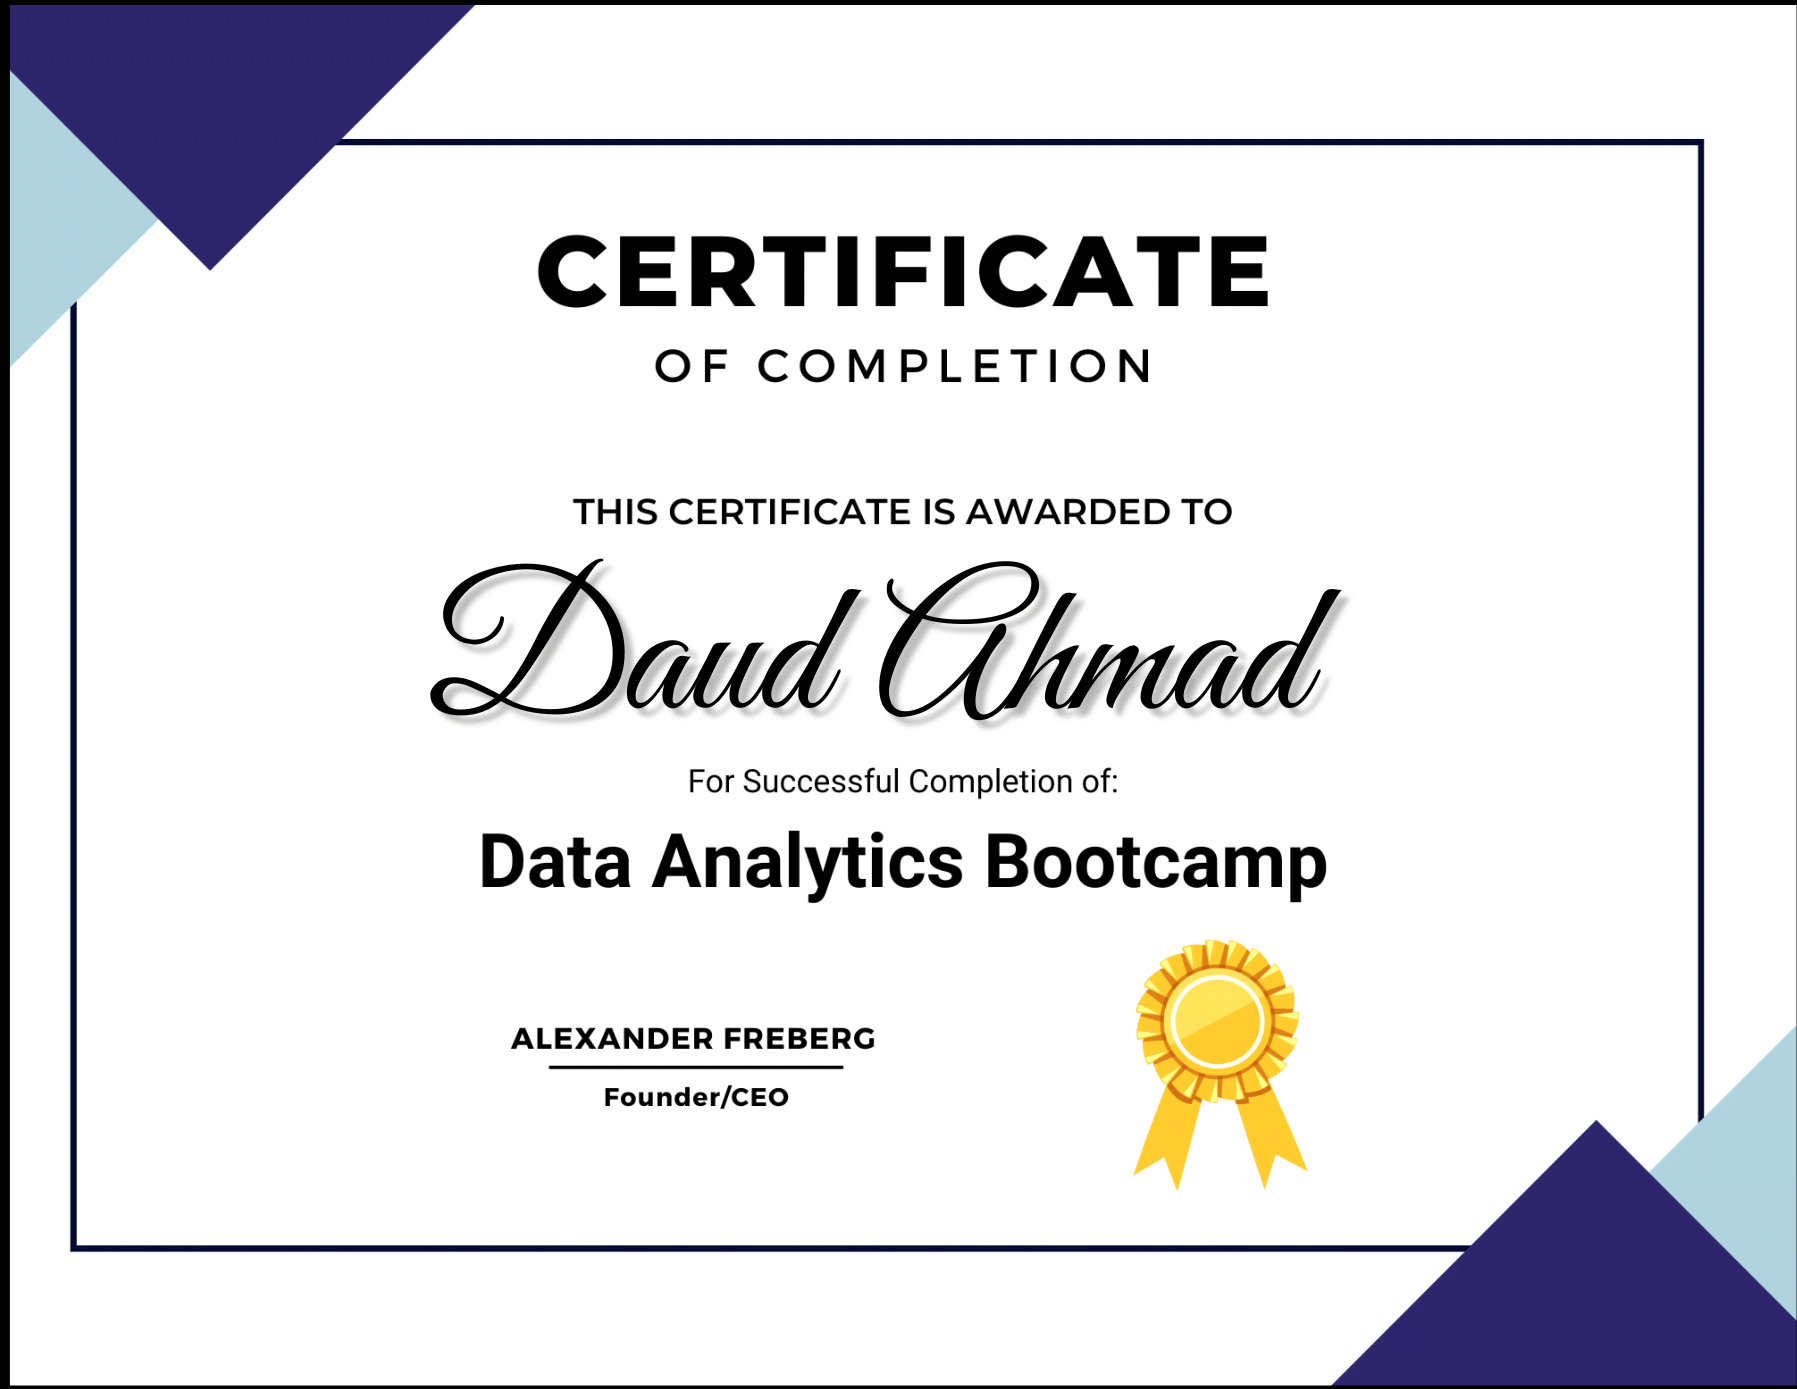 CERTIFICATE
OF COMPLETION
THIS CERTIFICATE IS AWARDED TO
Daud Ahmad
For Successful Completion of:
Data Analytics Bootcamp
ALEXANDER FREBERG
Founder/CEO